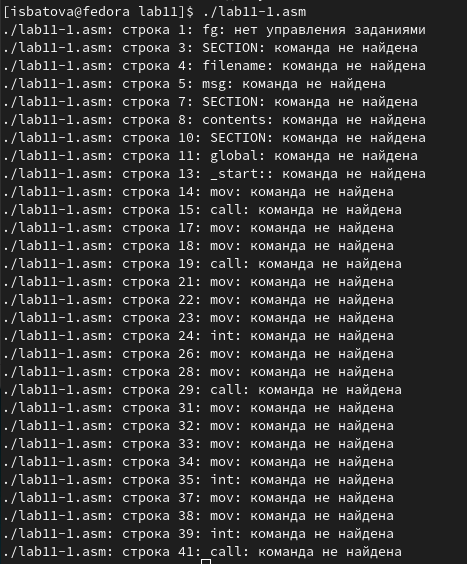 [isbatova@fedora lab11]$ ./lab11-1.asm
./lab11-1.asm: строка 1: fg: нет управления заданиями
./lab11-1.asm: строка 3: SECTION: команда не найдена
./lab11-1.asm: строка 4: filename: команда не найдена
./lab11-1.asm: строка 5: msg: команда не найдена
./lab11-1.asm: строка 7: SECTION: команда не найдена
./lab11-1.asm: строка 8: contents: команда не найдена
./lab11-1.asm: строка 10: SECTION: команда не найдена
./lab11-1.asm: строка 11: global: команда не найдена
./lab11-1.asm: строка 13: _start:: команда не найдена
./lab11-1.asm: строка 14: mov: команда не найдена
./lab11-1.asm: строка 15: call: команда не найдена
./lab11-1.asm: строка 17: mov: команда не найдена
./lab11-1.asm: строка 18: mov: команда не найдена
./lab11-1.asm: строка 19: call: команда не найдена
./lab11-1.asm: строка 21: mov: команда не найдена
./lab11-1.asm: строка 22: mov: команда не найдена
./lab11-1.asm: строка 23: mov: команда не найдена
./lab11-1.asm: строка 24: int: команда не найдена
./lab11-1.asm: строка 26: mov: команда не найдена
./lab11-1.asm: строка 28: mov: команда не найдена
./lab11-1.asm: строка 29: call: команда не найдена
./lab11-1.asm: строка 31: mov: команда не найдена
./lab11-1.asm: строка 32: mov: команда не найдена
./lab11-1.asm: строка 33: mov: команда не найдена
./lab11-1.asm: строка 34: mov: команда не найдена
./lab11-1.asm: строка 35: int: команда не найдена
./lab11-1.asm: строка 37: mov: команда не найдена
./lab11-1.asm: строка 38: mov: команда не найдена
./lab11-1.asm: строка 39: int: команда не найдена
./lab11-1.asm: строка 41: call: команда не найдена